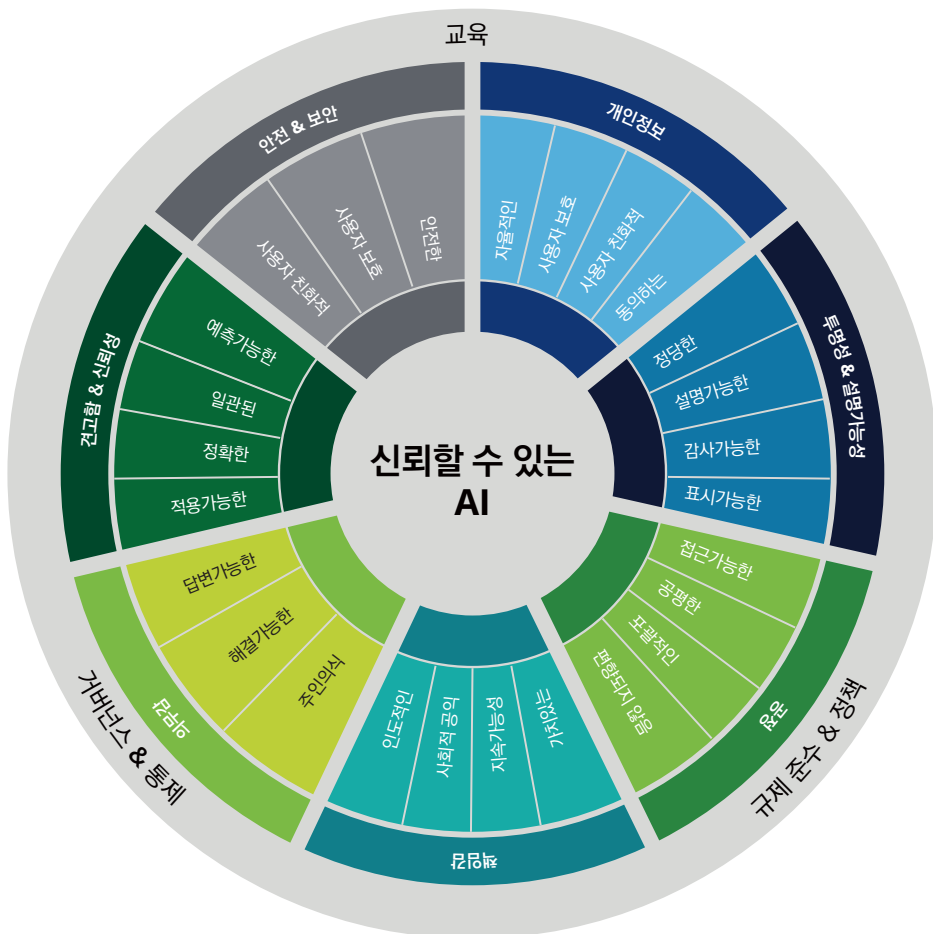 교육
개인정보
자율적인
사용자 보호
사용자 친화적
동의하는
투명성 & 설명가능성
정당한
설명가능한
감사가능한
표시가능한
규제 준수 & 정책
공정
접근가능한
공평한
포괄적인
편향되지 않음
책임감
가치있는
지속가능성
사회적 공익
인도적인
거버넌스 & 통제
주인의식
해결가능한
답변가능한
견고함 & 신뢰성
적용가능한
정확한
일관된
예측가능한
안전 & 보안
사용자 친화적
사용자 보호
안전한
신뢰할 수 있는
AI